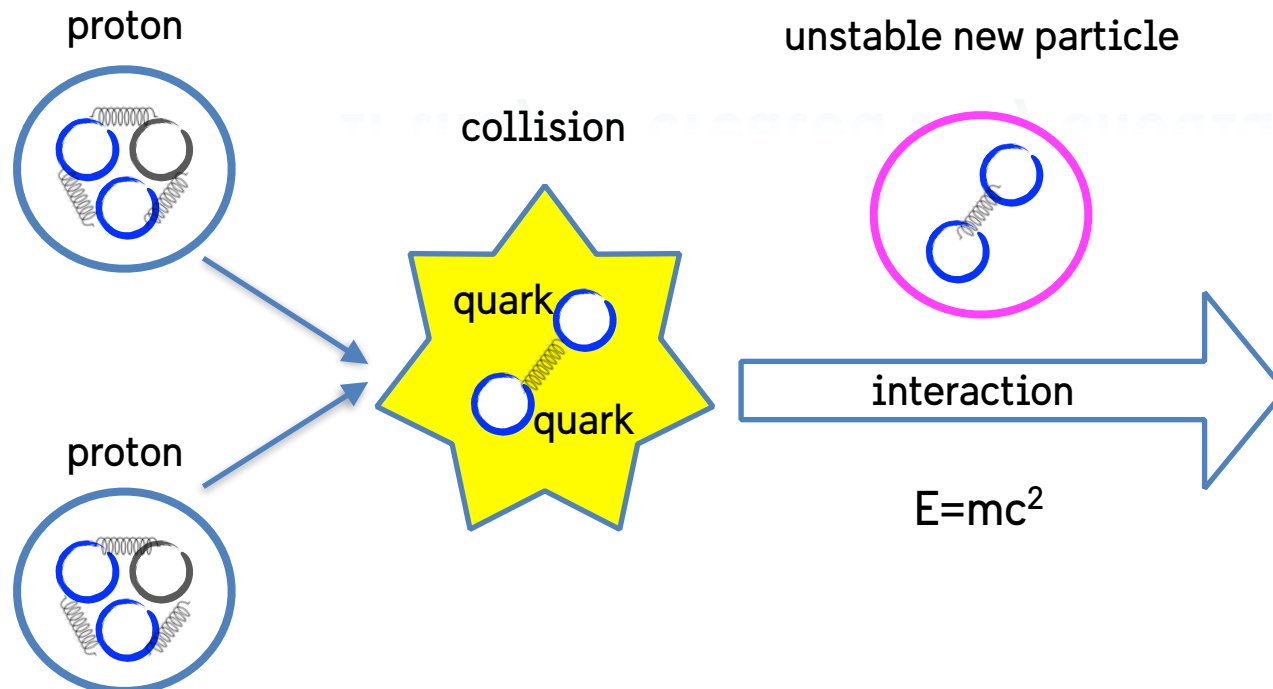 proton
unstable new particle
collision
quark
quark
interaction
proton
E=mc²